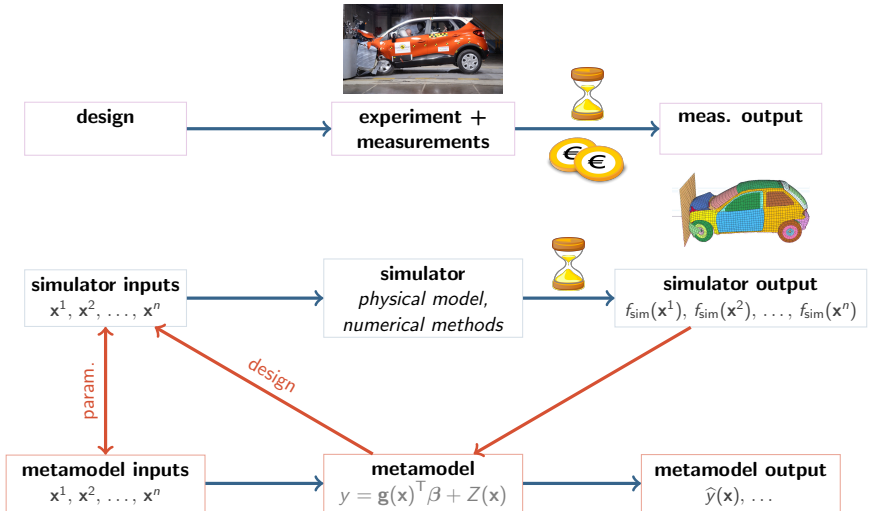 design
experiment +
measurements
meas. output
€
€
simulator inputs
x¹, x², ..., xⁿ
simulator
physical model,
numerical methods
simulator output
f_sim(x¹), f_sim(x²), ..., f_sim(xⁿ)
param.
design
metamodel inputs
x¹, x², ..., xⁿ
metamodel
y = g(x)ᵀβ + Z(x)
metamodel output
ŷ(x), ...